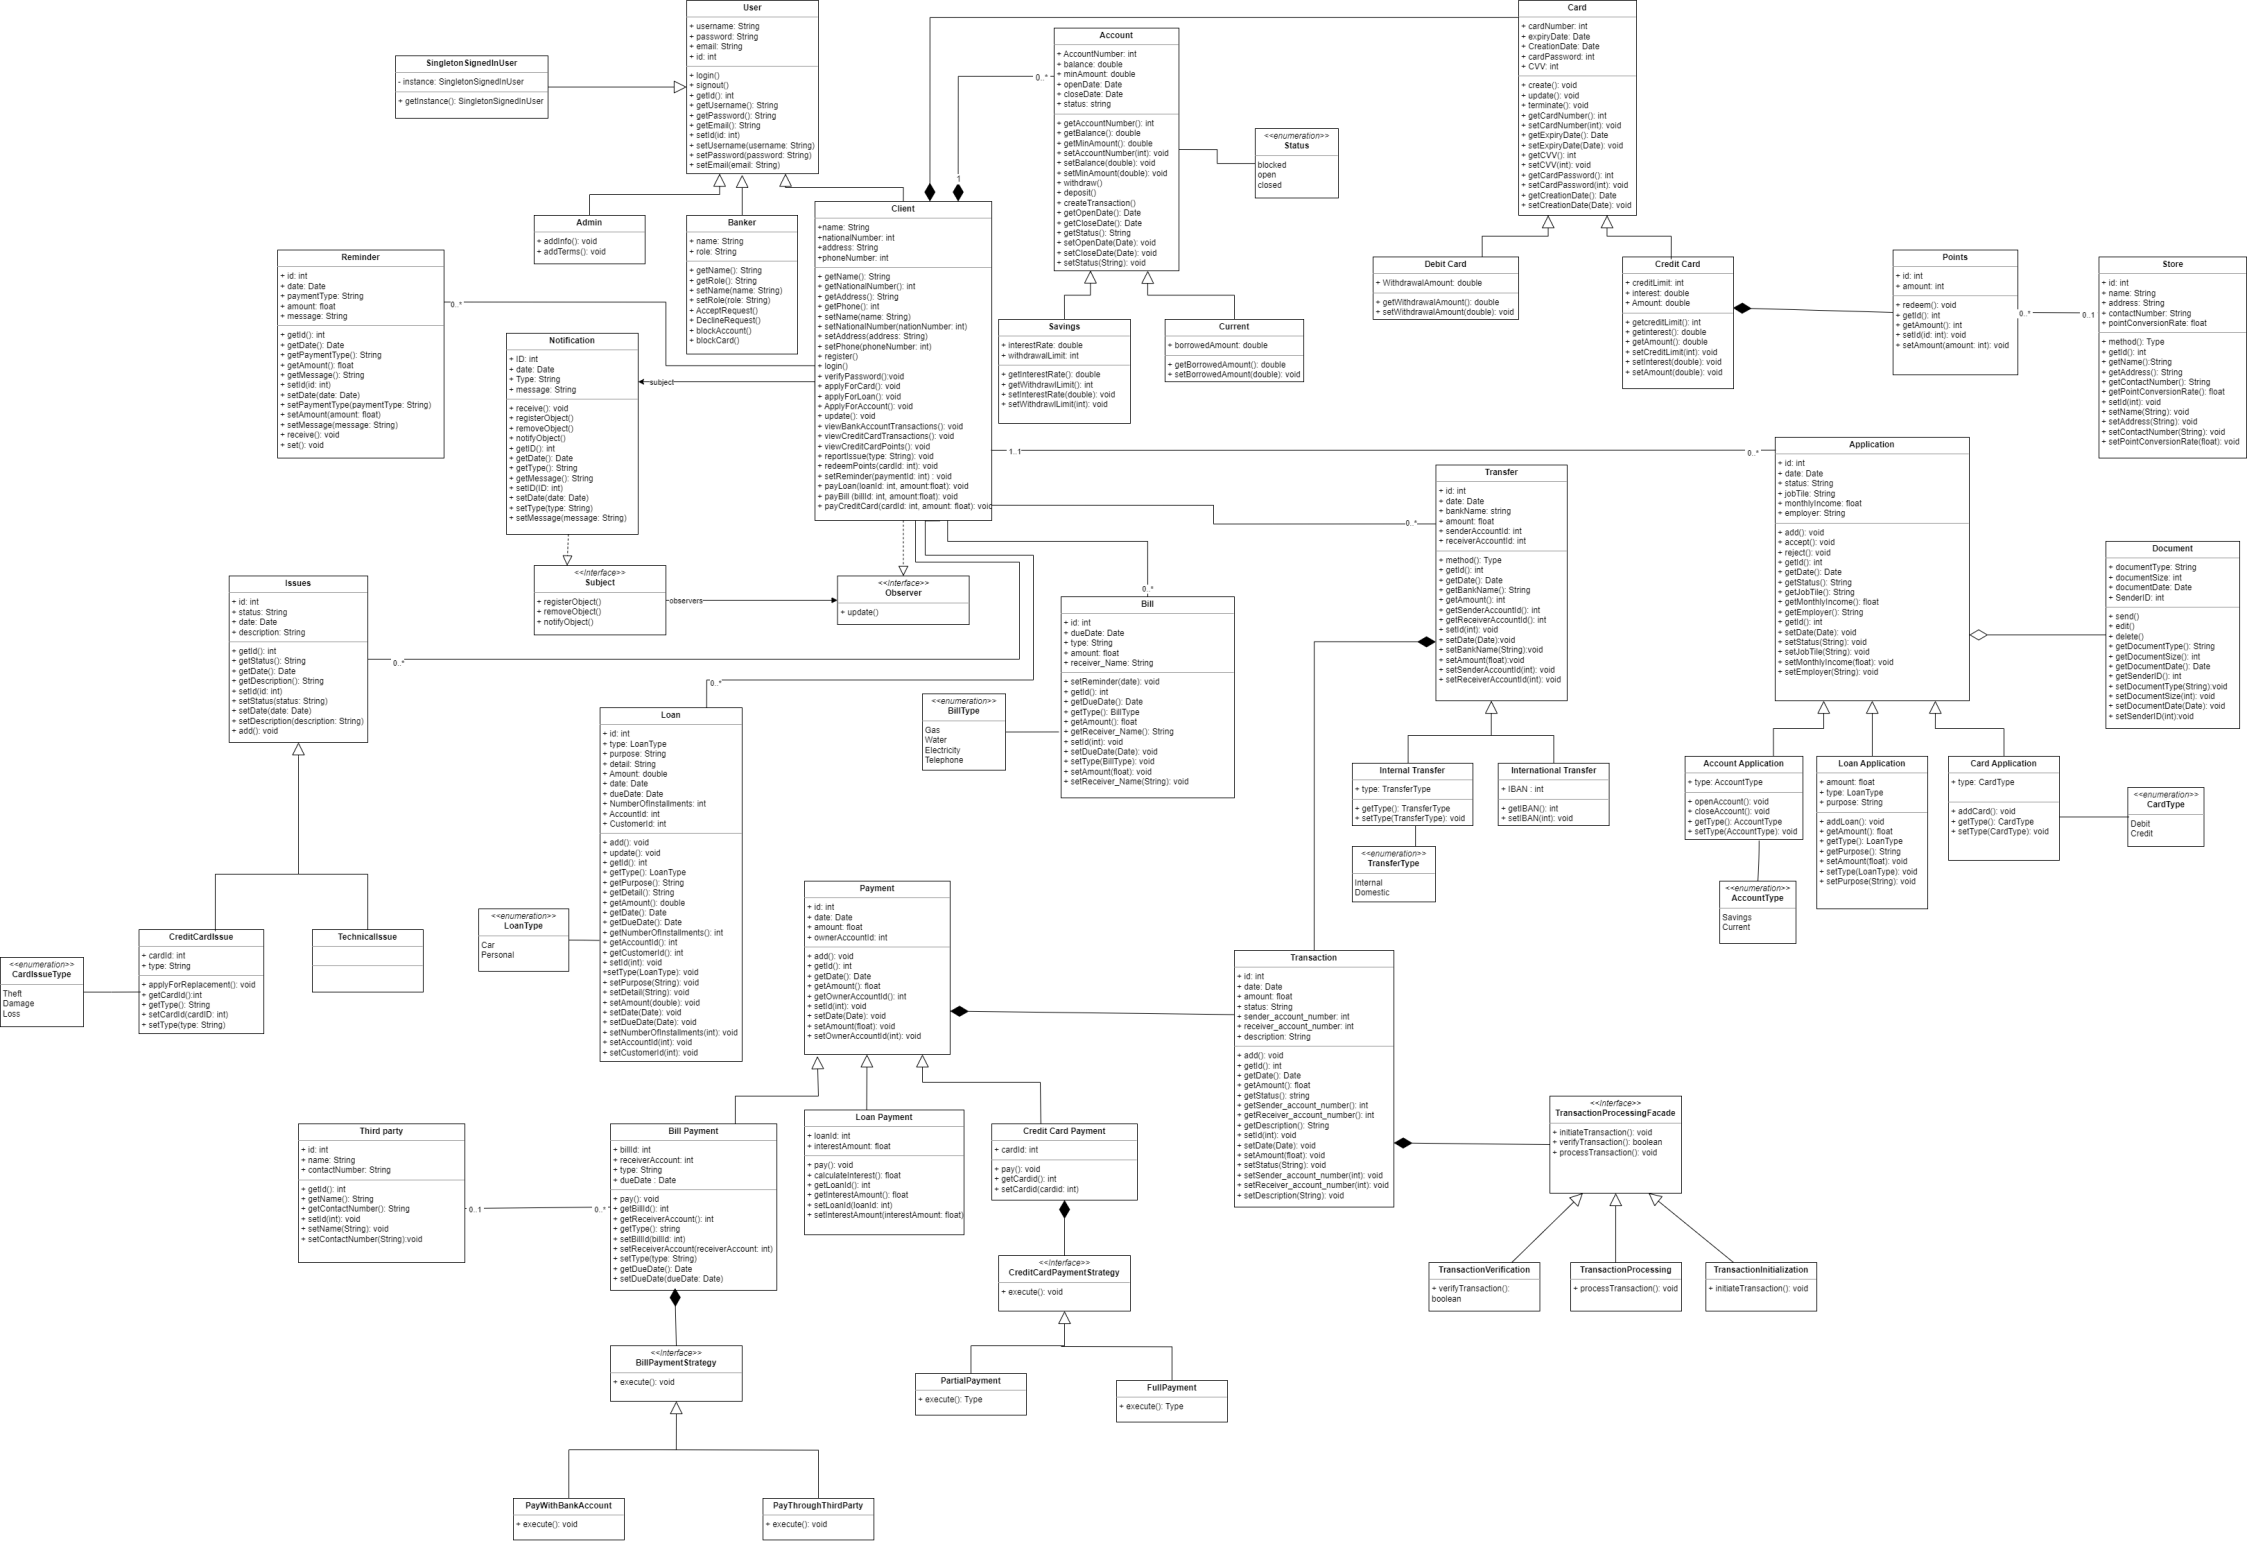 User
+ username: String
+ password: String
+ email: String
+ id: int
+ login()
+ signout()
+ getId(): int
+ getUsername(): String
+ getPassword(): String
+ getEmail(): String
+ setId(id: int)
+ setUsername(username: String)
+ setPassword(password: String)
+ setEmail(email: String)
SingletonSignedInUser
- instance: SingletonSignedInUser
+ getInstance(): SingletonSignedInUser
Admin
+ addInfo(): void
+ addTerms(): void
Banker
+ name: String
+ role: String
+ getName(): String
+ getRole(): String
+ setName(name: String)
+ setRole(role: String)
+ AcceptRequest()
+ DeclineRequest()
+ blockAccount()
+ blockCard()
Client
+name: String
+nationalNumber: int
+address: String
+phoneNumber: int
+ getName(): String
+ getNationalNumber(): int
+ getAddress(): String
+ getPhone(): int
+ setName(name: String)
+ setNationalNumber(nationNumber: int)
+ setAddress(address: String)
+ setPhone(phoneNumber: int)
+ register()
+ login()
+ verifyPassword():void
+ applyForCard(): void
+ applyForLoan(): void
+ ApplyForAccount(): void
+ update(): void
+ viewBankAccountTransactions(): void
+ viewCreditCardTransactions(): void
+ viewCreditCardPoints(): void
+ reportIssue(type: String): void
+ redeemPoints(cardId: int): void
+ setReminder(paymentId: int) : void
+ payLoan(loanId: int, amount:float): void
+ payBill (billId: int, amount:float): void
+ payCreditCard(cardId: int, amount: float): void
1
0..*
Account
+ AccountNumber: int
+ balance: double
+ minAmount: double
+ openDate: Date
+ closeDate: Date
+ status: string
+ getAccountNumber(): int
+ getBalance(): double
+ getMinAmount(): double
+ setAccountNumber(int): void
+ setBalance(double): void
+ setMinAmount(double): void
+ withdraw()
+ deposit()
+ createTransaction()
+ getOpenDate(): Date
+ getCloseDate(): Date
+ getStatus(): String
+ setOpenDate(Date): void
+ setCloseDate(Date): void
+ setStatus(String): void
<<enumeration>>
Status
blocked
open
closed
Savings
+ interestRate: double
+ withdrawalLimit: int
+ getInterestRate(): double
+ getWithdrawlLimit(): int
+ setInterestRate(double): void
+ setWithdrawlLimit(int): void
Current
+ borrowedAmount: double
+ getBorrowedAmount(): double
+ setBorrowedAmount(double): void
Card
+ cardNumber: int
+ expiryDate: Date
+ CreationDate: Date
+ cardPassword: int
+ CVV: int
+ create(): void
+ update(): void
+ terminate(): void
+ getCardNumber(): int
+ setCardNumber(int): void
+ getExpiryDate(): Date
+ setExpiryDate(Date): void
+ getCVV(): int
+ setCVV(int): void
+ getCardPassword(): int
+ setCardPassword(int): void
+ getCreationDate(): Date
+ setCreationDate(Date): void
Debit Card
+ WithdrawalAmount: double
+ getWithdrawalAmount(): double
+ setWithdrawalAmount(double): void
Credit Card
+ creditLimit: int
+ interest: double
+ Amount: double
+ getcreditLimit(): int
+ getinterest(): double
+ getAmount(): double
+ setCreditLimit(int): void
+ setInterest(double): void
+ setAmount(double): void
Points
+ id: int
+ amount: int
+ redeem(): void
+ getId(): int
+ getAmount(): int
+ setId(id: int): void
+ setAmount(amount: int): void
0..*
0..1
Store
+ id: int
+ name: String
+ address: String
+ contactNumber: String
+ pointConversionRate: float
+ method(): Type
+ getId(): int
+ getName():String
+ getAddress(): String
+ getContactNumber(): String
+ getPointConversionRate(): float
+ setId(int): void
+ setName(String): void
+ setAddress(String): void
+ setContactNumber(String): void
+ setPointConversionRate(float): void
Reminder
+ id: int
+ date: Date
+ paymentType: String
+ amount: float
+ message: String
+ getId(): int
+ getDate(): Date
+ getPaymentType(): String
+ getAmount(): float
+ getMessage(): String
+ setId(id: int)
+ setDate(date: Date)
+ setPaymentType(paymentType: String)
+ setAmount(amount: float)
+ setMessage(message: String)
+ receive(): void
+ set(): void
0..*
Notification
+ ID: int
+ date: Date
+ Type: String
+ message: String
+ receive(): void
+ registerObject()
+ removeObject()
+ notifyObject()
+ getID(): int
+ getDate(): Date
+ getType(): String
+ getMessage(): String
+ setID(ID: int)
+ setDate(date: Date)
+ setType(type: String)
+ setMessage(message: String)
subject
<<Interface>>
Subject
+ registerObject()
+ removeObject()
+ notifyObject()
observers
<<Interface>>
Observer
+ update()
1..1
0..*
Application
+ id: int
+ date: Date
+ status: String
+ jobTile: String
+ monthlyIncome: float
+ employer: String
+ add(): void
+ accept(): void
+ reject(): void
+ getId(): int
+ getDate(): Date
+ getStatus(): String
+ getJobTile(): String
+ getMonthlyIncome(): float
+ getEmployer(): String
+ getId(): int
+ setDate(Date): void
+ setStatus(String): void
+ setJobTile(String): void
+ setMonthlyIncome(float): void
+ setEmployer(String): void
Document
+ documentType: String
+ documentSize: int
+ documentDate: Date
+ SenderID: int
+ send()
+ edit()
+ delete()
+ getDocumentType(): String
+ getDocumentSize(): int
+ getDocumentDate(): Date
+ getSenderID(): int
+ setDocumentType(String):void
+ setDocumentSize(int): void
+ setDocumentDate(Date): void
+ setSenderID(int):void
0..*
Transfer
+ id: int
+ date: Date
+ bankName: string
+ amount: float
+ senderAccountId: int
+ receiverAccountId: int
+ method(): Type
+ getId(): int
+ getDate(): Date
+ getBankName(): String
+ getAmount(): int
+ getSenderAccountId(): int
+ getReceiverAccountId(): int
+ setId(int): void
+ setDate(Date):void
+ setBankName(String):void
+ setAmount(float):void
+ setSenderAccountId(int): void
+ setReceiverAccountId(int): void
Issues
+ id: int
+ status: String
+ date: Date
+ description: String
+ getId(): int
+ getStatus(): String
+ getDate(): Date
+ getDescription(): String
+ setId(id: int)
+ setStatus(status: String)
+ setDate(date: Date)
+ setDescription(description: String)
+ add(): void
0..*
0..*
Loan
+ id: int
+ type: LoanType
+ purpose: String
+ detail: String
+ Amount: double
+ date: Date
+ dueDate: Date
+ NumberOfInstallments: int
+ AccountId: int
+ CustomerId: int
+ add(): void
+ update(): void
+ getId(): int
+ getType(): LoanType
+ getPurpose(): String
+ getDetail(): String
+ getAmount(): double
+ getDate(): Date
+ getDueDate(): Date
+ getNumberOfInstallments(): int
+ getAccountId(): int
+ getCustomerId(): int
+ setId(int): void
+setType(LoanType): void
+ setPurpose(String): void
+ setDetail(String): void
+ setAmount(double): void
+ setDate(Date): void
+ setDueDate(Date): void
+ setNumberOfInstallments(int): void
+ setAccountId(int): void
+ setCustomerId(int): void
0..*
Bill
+ id: int
+ dueDate: Date
+ type: String
+ amount: float
+ receiver_Name: String
+ setReminder(date): void
+ getId(): int
+ getDueDate(): Date
+ getType(): BillType
+ getAmount(): float
+ getReceiver_Name(): String
+ setId(int): void
+ setDueDate(Date): void
+ setType(BillType): void
+ setAmount(float): void
+ setReceiver_Name(String): void
<<enumeration>>
BillType
Gas
Water
Electricity
Telephone
Internal Transfer
+ type: TransferType
+ getType(): TransferType
+ setType(TransferType): void
International Transfer
+ IBAN : int
+ getIBAN(): int
+ setIBAN(int): void
<<enumeration>>
TransferType
Internal
Domestic
Account Application
+ type: AccountType
+ openAccount(): void
+ closeAccount(): void
+ getType(): AccountType
+ setType(AccountType): void
Loan Application
+ amount: float
+ type: LoanType
+ purpose: String
+ addLoan(): void
+ getAmount(): float
+ getType(): LoanType
+ getPurpose(): String
+ setAmount(float): void
+ setType(LoanType): void
+ setPurpose(String): void
Card Application
+ type: CardType
+ addCard(): void
+ getType(): CardType
+ setType(CardType): void
<<enumeration>>
CardType
Debit
Credit
<<enumeration>>
AccountType
Savings
Current
CreditCardIssue
+ cardId: int
+ type: String
+ applyForReplacement(): void
+ getCardId():int
+ getType(): String
+ setCardId(cardID: int)
+ setType(type: String)
TechnicalIssue
<<enumeration>>
CardIssueType
Theft
Damage
Loss
<<enumeration>>
LoanType
Car
Personal
Payment
+ id: int
+ date: Date
+ amount: float
+ ownerAccountId: int
+ add(): void
+ getId(): int
+ getDate(): Date
+ getAmount(): float
+ getOwnerAccountId(): int
+ setId(int): void
+ setDate(Date): void
+ setAmount(float): void
+ setOwnerAccountId(int): void
Transaction
+ id: int
+ date: Date
+ amount: float
+ status: String
+ sender_account_number: int
+ receiver_account_number: int
+ description: String
+ add(): void
+ getId(): int
+ getDate(): Date
+ getAmount(): float
+ getStatus(): string
+ getSender_account_number(): int
+ getReceiver_account_number(): int
+ getDescription(): String
+ setId(int): void
+ setDate(Date): void
+ setAmount(float): void
+ setStatus(String): void
+ setSender_account_number(int): void
+ setReceiver_account_number(int): void
+ setDescription(String): void
<<Interface>>
TransactionProcessingFacade
+ initiateTransaction(): void
+ verifyTransaction(): boolean
+ processTransaction(): void
TransactionVerification
+ verifyTransaction():
boolean
TransactionProcessing
+ processTransaction(): void
TransactionInitialization
+ initiateTransaction(): void
Third party
+ id: int
+ name: String
+ contactNumber: String
+ getId(): int
+ getName(): String
+ getContactNumber(): String
+ setId(int): void
+ setName(String): void
+ setContactNumber(String):void
0..1
0..*
Bill Payment
+ billId: int
+ receiverAccount: int
+ type: String
+ dueDate : Date
+ pay(): void
+ getBillId(): int
+ getReceiverAccount(): int
+ getType(): string
+ setBillId(billId: int)
+ setReceiverAccount(receiverAccount: int)
+ setType(type: String)
+ getDueDate(): Date
+ setDueDate(dueDate: Date)
Loan Payment
+ loanId: int
+ interestAmount: float
+ pay(): void
+ calculateInterest(): float
+ getLoanId(): int
+ getInterestAmount(): float
+ setLoanId(loanId: int)
+ setInterestAmount(interestAmount: float)
Credit Card Payment
+ cardId: int
+ pay(): void
+ getCardid(): int
+ setCardid(cardid: int)
<<Interface>>
CreditCardPaymentStrategy
+ execute(): void
PartialPayment
+ execute(): Type
FullPayment
+ execute(): Type
<<Interface>>
BillPaymentStrategy
+ execute(): void
PayWithBankAccount
+ execute(): void
PayThroughThirdParty
+ execute(): void